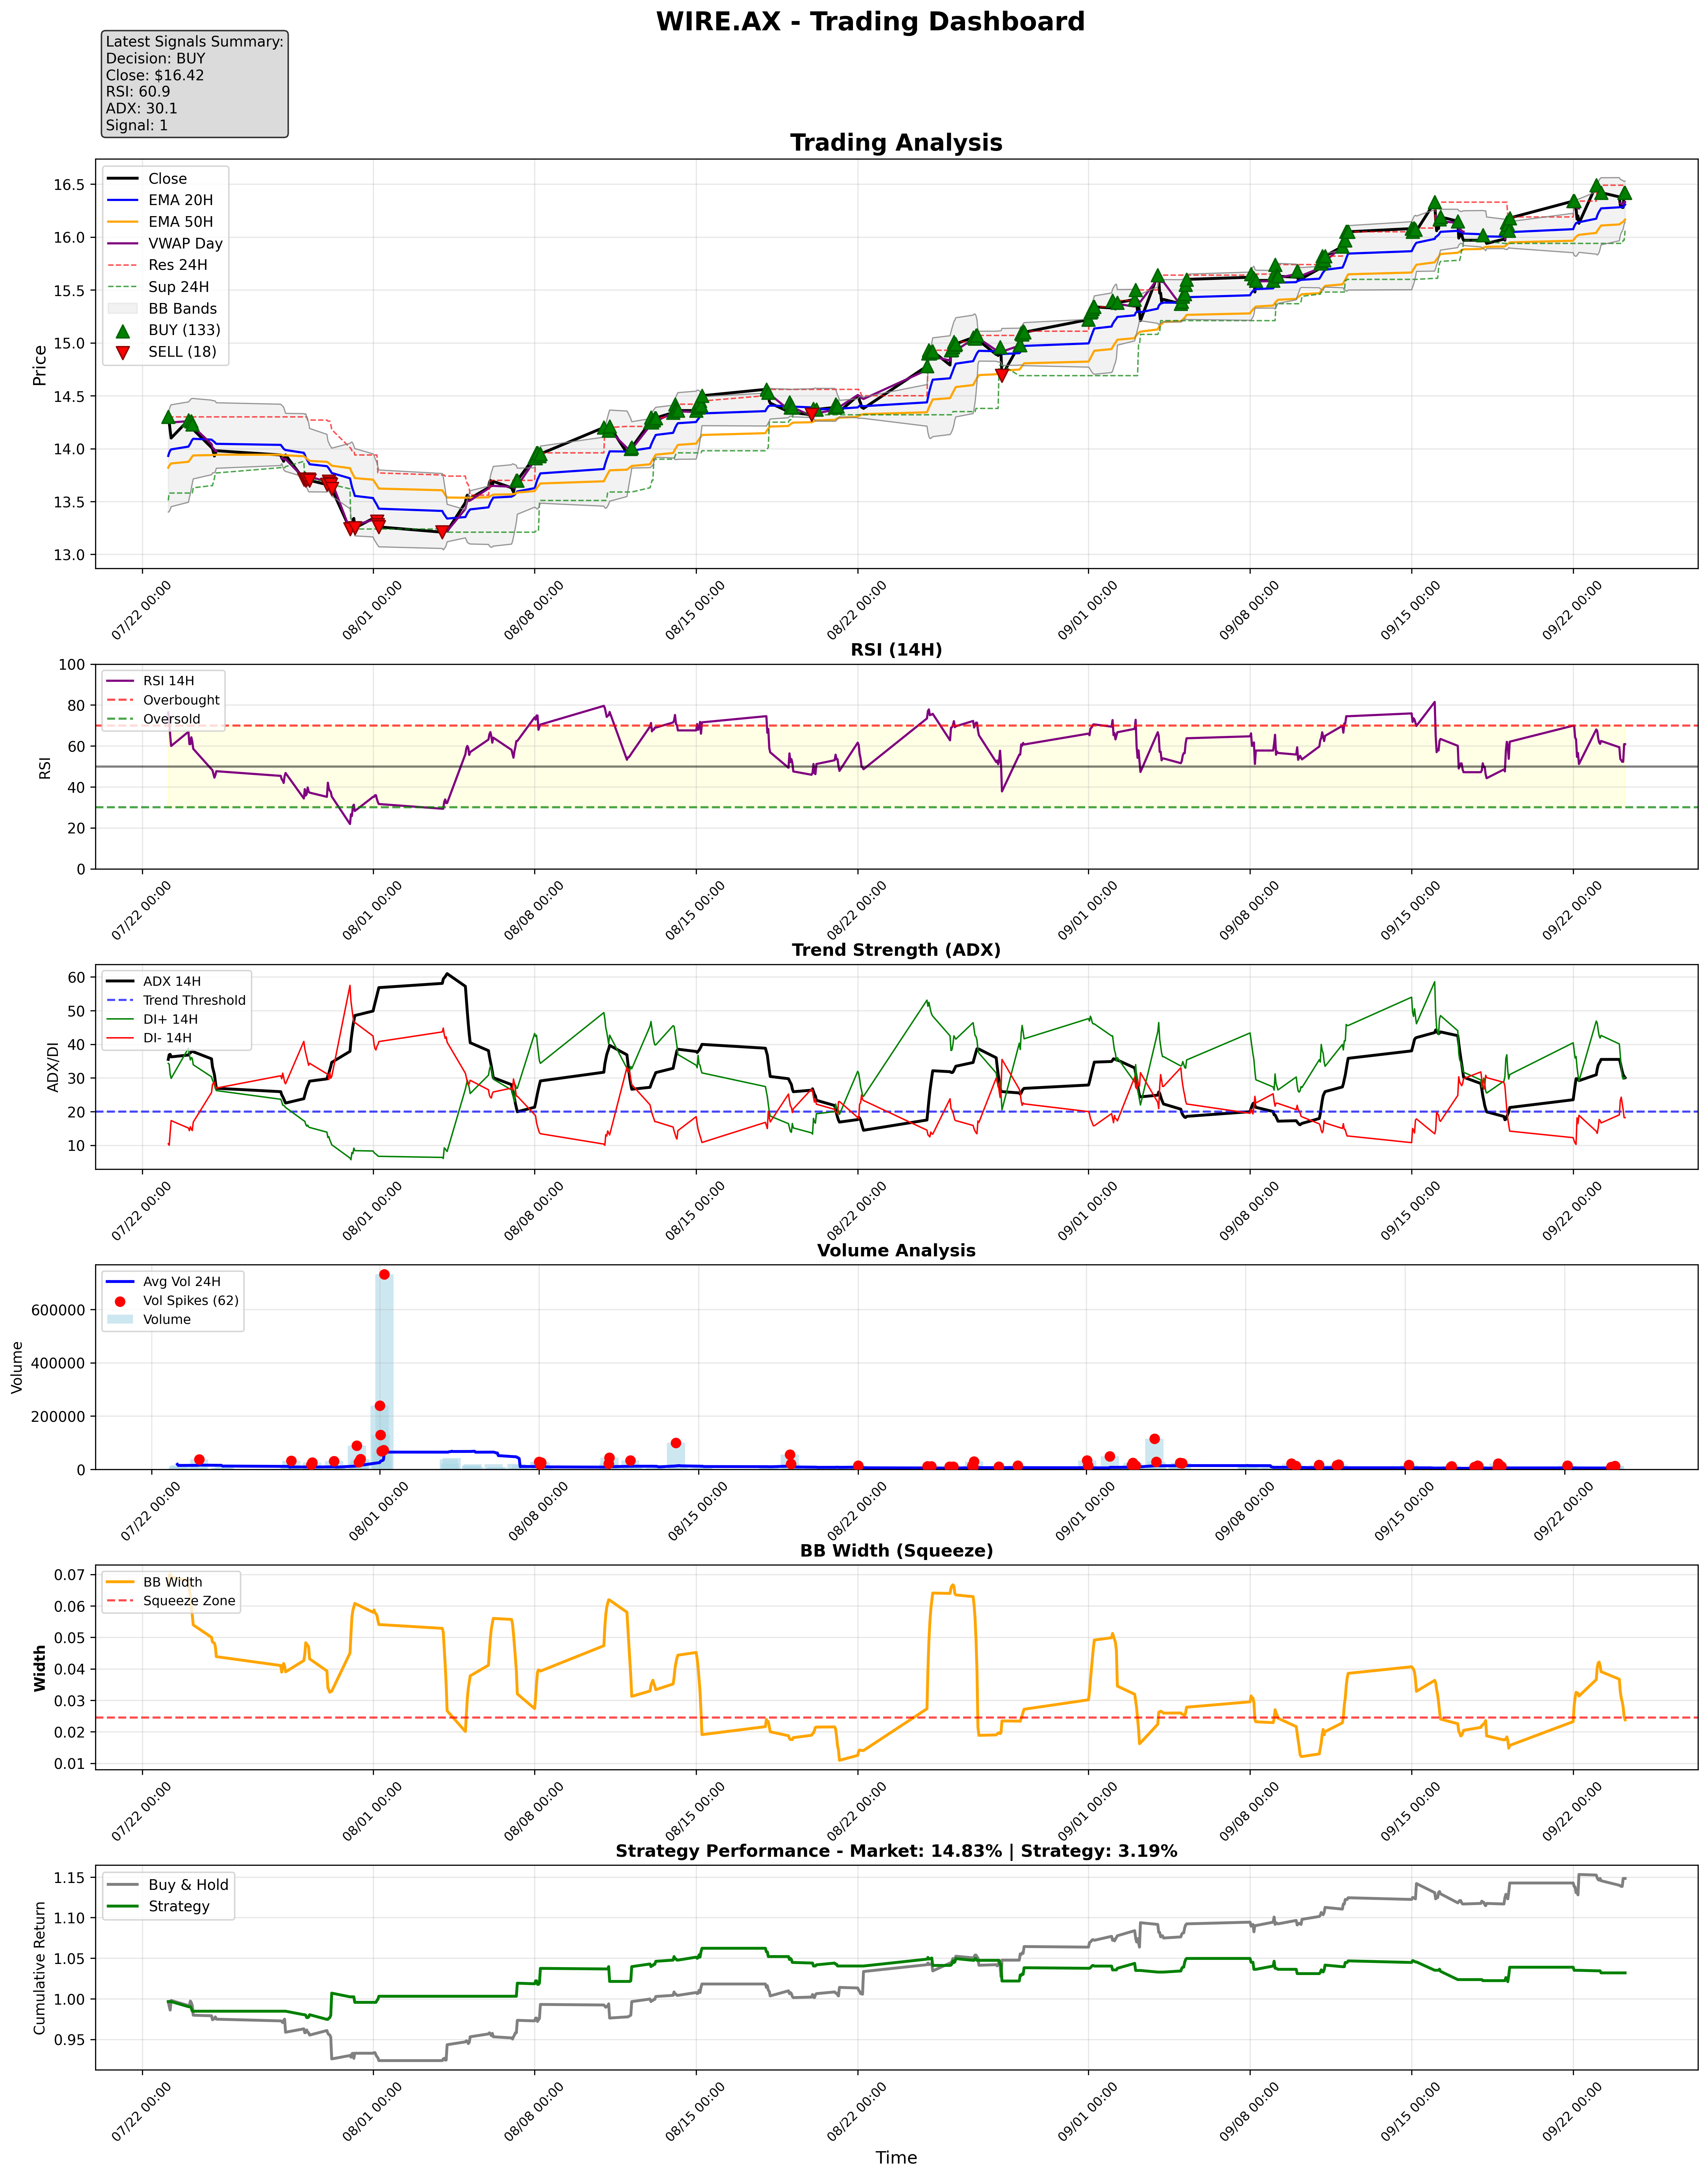 WIRE.AX - Trading Dashboard
Latest Signals Summary:
Decision: BUY
Close: $16.42
RSI: 60.9
ADX: 30.1
Signal: 1
Trading Analysis
Price
16.5
16.0
15.5
15.0
14.5
14.0
13.5
13.0
Close
EMA 20H
EMA 50H
VWAP Day
Res 24H
Sup 24H
BB Bands
BUY (133)
SELL (18)
07/22 00:00
08/01 00:00
08/08 00:00
08/15 00:00
08/22 00:00
09/01 00:00
09/08 00:00
09/15 00:00
09/22 00:00
RSI (14H)
RSI
100
80
60
40
20
0
RSI 14H
Overbought
Oversold
07/22 00:00
08/01 00:00
08/08 00:00
08/15 00:00
08/22 00:00
09/01 00:00
09/08 00:00
09/15 00:00
09/22 00:00
Trend Strength (ADX)
ADX/DI
60
50
40
30
20
10
ADX 14H
Trend Threshold
DI+ 14H
DI- 14H
07/22 00:00
08/01 00:00
08/08 00:00
08/15 00:00
08/22 00:00
09/01 00:00
09/08 00:00
09/15 00:00
09/22 00:00
Volume Analysis
Volume
600000
400000
200000
0
Avg Vol 24H
Vol Spikes (62)
Volume
07/22 00:00
08/01 00:00
08/08 00:00
08/15 00:00
08/22 00:00
09/01 00:00
09/08 00:00
09/15 00:00
09/22 00:00
BB Width (Squeeze)
Width
0.07
0.06
0.05
0.04
0.03
0.02
0.01
BB Width
Squeeze Zone
07/22 00:00
08/01 00:00
08/08 00:00
08/15 00:00
08/22 00:00
09/01 00:00
09/08 00:00
09/15 00:00
09/22 00:00
Strategy Performance - Market: 14.83% | Strategy: 3.19%
Cumulative Return
1.15
1.10
1.05
1.00
0.95
Buy & Hold
Strategy
07/22 00:00
08/01 00:00
08/08 00:00
08/15 00:00
08/22 00:00
09/01 00:00
09/08 00:00
09/15 00:00
09/22 00:00
Time